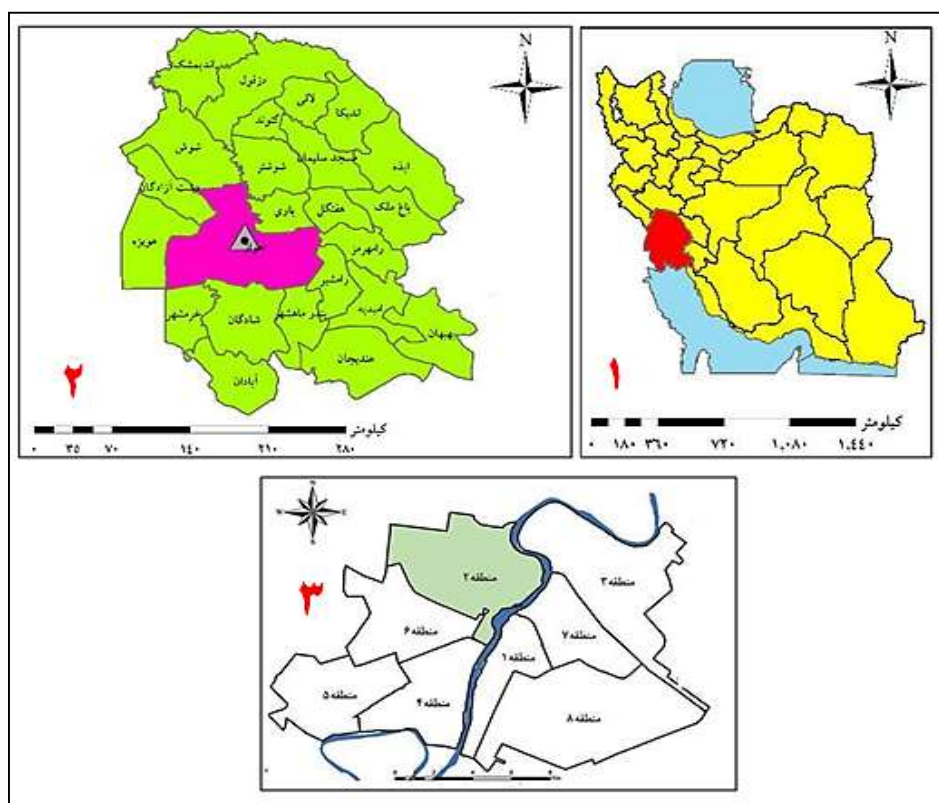 N
اندیمشک
دزفول
لالی
اندیکا
گتوند
شوش
شوشتر
مسجد سلیمان
ایذه
دشت آزادگان
باوی
هفتگل
باغ ملک
هویزه
رامهرمز
رامشیر
خرمشهر
شادگان
بندر ماهشهر
امیدیه
بهبهان
هندیجان
آبادان
۲
کیلومتر
۰ ۳۵ ۷۰ ۱۴۰ ۲۱۰ ۲۸۰
N
۱
کیلومتر
۰ ۱۸۰ ۳۶۰ ۷۲۰ ۱,۰۸۰ ۱,۴۴۰
N
W E
S
منطقه ۲
منطقه ۳
۳
منطقه ۶
منطقه ۷
منطقه ۱
منطقه ۵
منطقه ۴
منطقه ۸